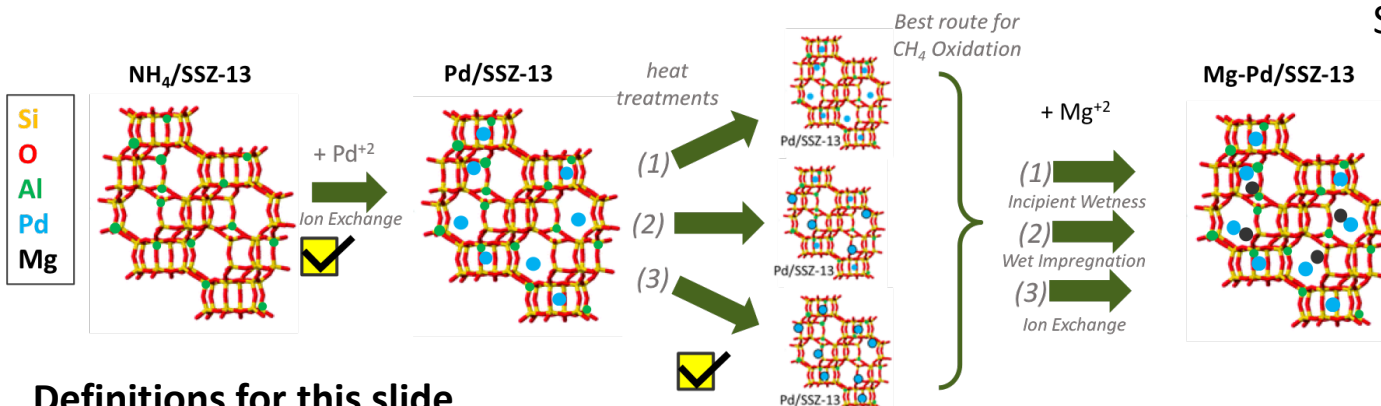 S
Best route for
CH₄ Oxidation
NH₄/SSZ-13
Pd/SSZ-13
heat
treatments
Mg-Pd/SSZ-13
Si
O
Al
Pd
Mg
+ Pd⁺²
Ion Exchange
(1)
(2)
(3)
Pd/SSZ-13
Pd/SSZ-13
Pd/SSZ-13
+ Mg⁺²
(1)
Incipient Wetness
(2)
Wet Impregnation
(3)
Ion Exchange
Definitions for this slide